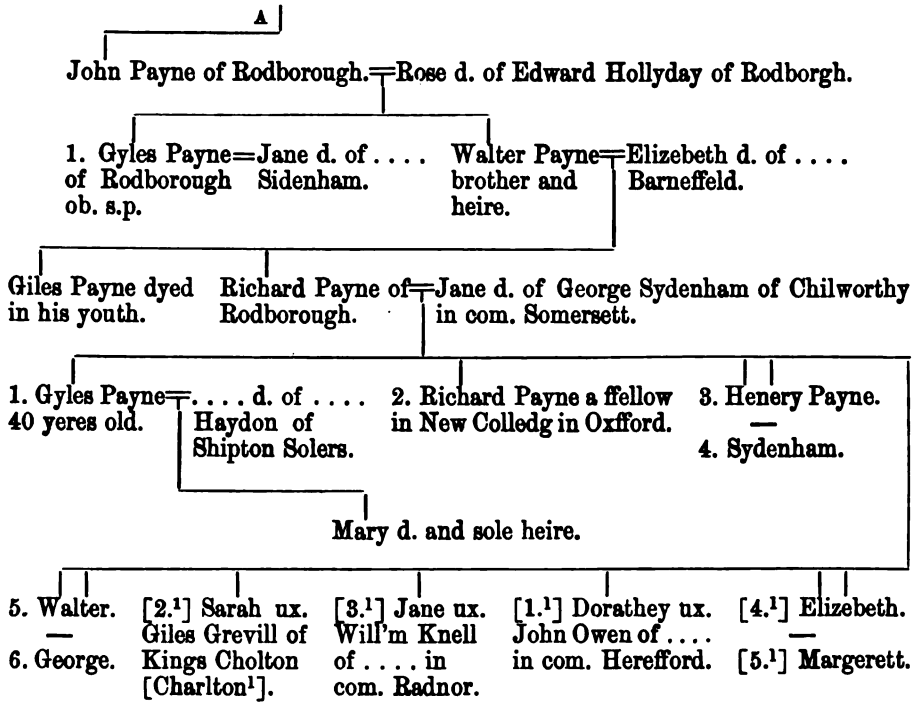 A
John Payne of Rodborough.=Rose d. of Edward Hollyday of Rodborgh.
1. Gyles Payne=Jane d. of ....
of Rodborough Sidenham.
ob. s.p.
Walter Payne=Elizebeth d. of ....
brother and Barneffeld.
heire.
Giles Payne dyed
in his youth.
Richard Payne of=Jane d. of George Sydenham of Chilworthy
Rodborough. in com. Somersett.
1. Gyles Payne=.... d. of ....
40 yeres old. Haydon of
Shipton Solers.
2. Richard Payne a ffellow
in New Colledg in Oxfford.
3. Henery Payne.
—
4. Sydenham.
Mary d. and sole heire.
5. Walter.
—
6. George.
[2.¹] Sarah ux.
Giles Grevill of
Kings Cholton
[Charlton¹].
[3.¹] Jane ux.
Will'm Knell
of .... in
com. Radnor.
[1.¹] Dorathey ux.
John Owen of ....
in com. Herefford.
[4.¹] Elizebeth.
—
[5.¹] Margerett.